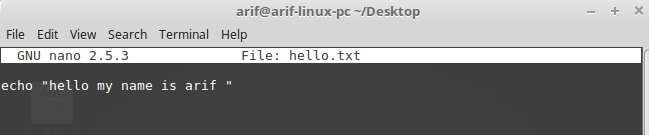 arif@arif-linux-pc ~/Desktop
File Edit View Search Terminal Help
GNU nano 2.5.3 File: hello.txt
echo "hello my name is arif "